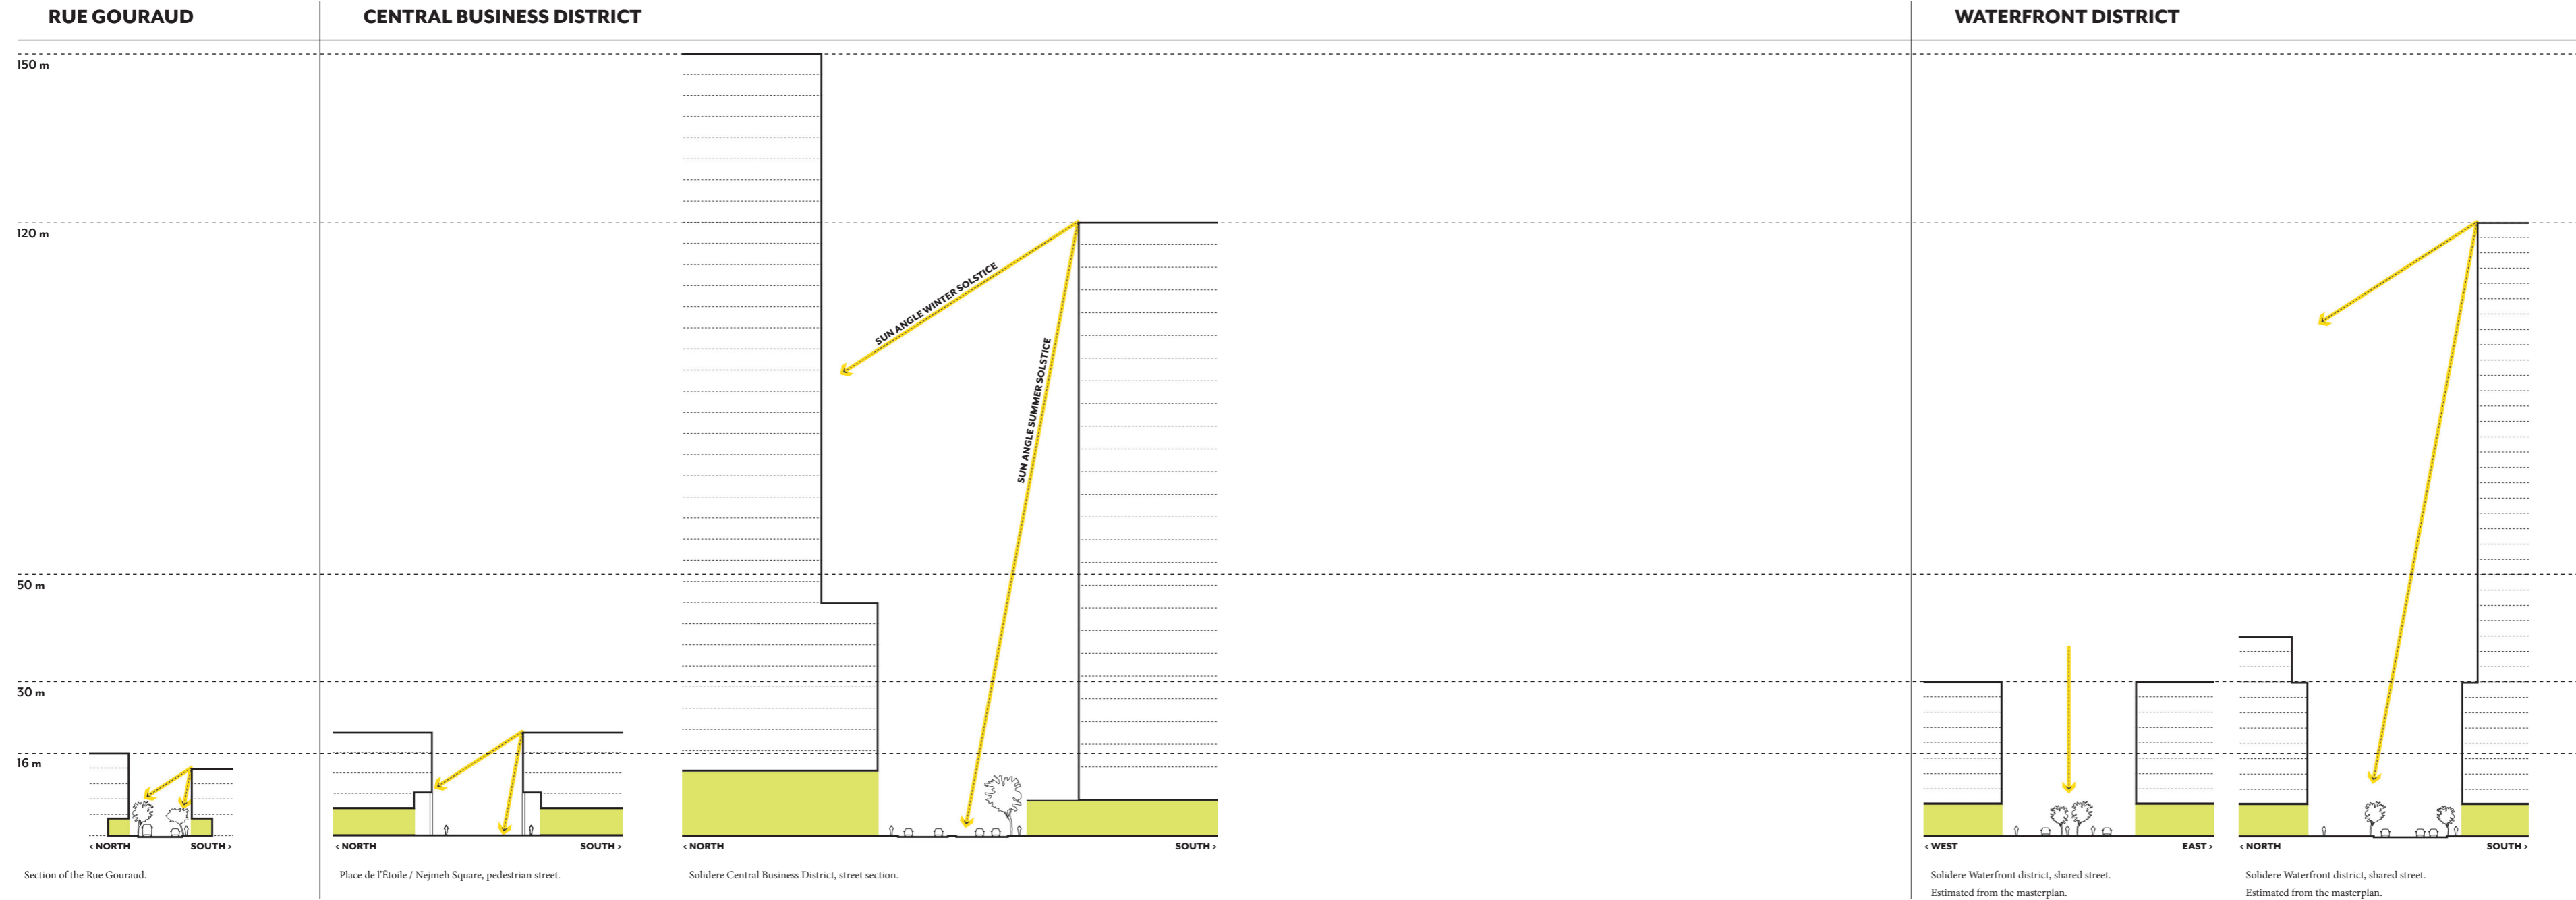 RUE GOURAUD
CENTRAL BUSINESS DISTRICT
WATERFRONT DISTRICT
150 m
120 m
50 m
30 m
16 m
SUN ANGLE WINTER SOLSTICE
SUN ANGLE SUMMER SOLSTICE
< NORTH SOUTH >
< NORTH SOUTH >
< NORTH SOUTH >
< WEST EAST >
< NORTH SOUTH >
Section of the Rue Gouraud.
Place de l'Étoile / Nejmeh Square, pedestrian street.
Solidere Central Business District, street section.
Solidere Waterfront district, shared street.
Estimated from the masterplan.
Solidere Waterfront district, shared street.
Estimated from the masterplan.